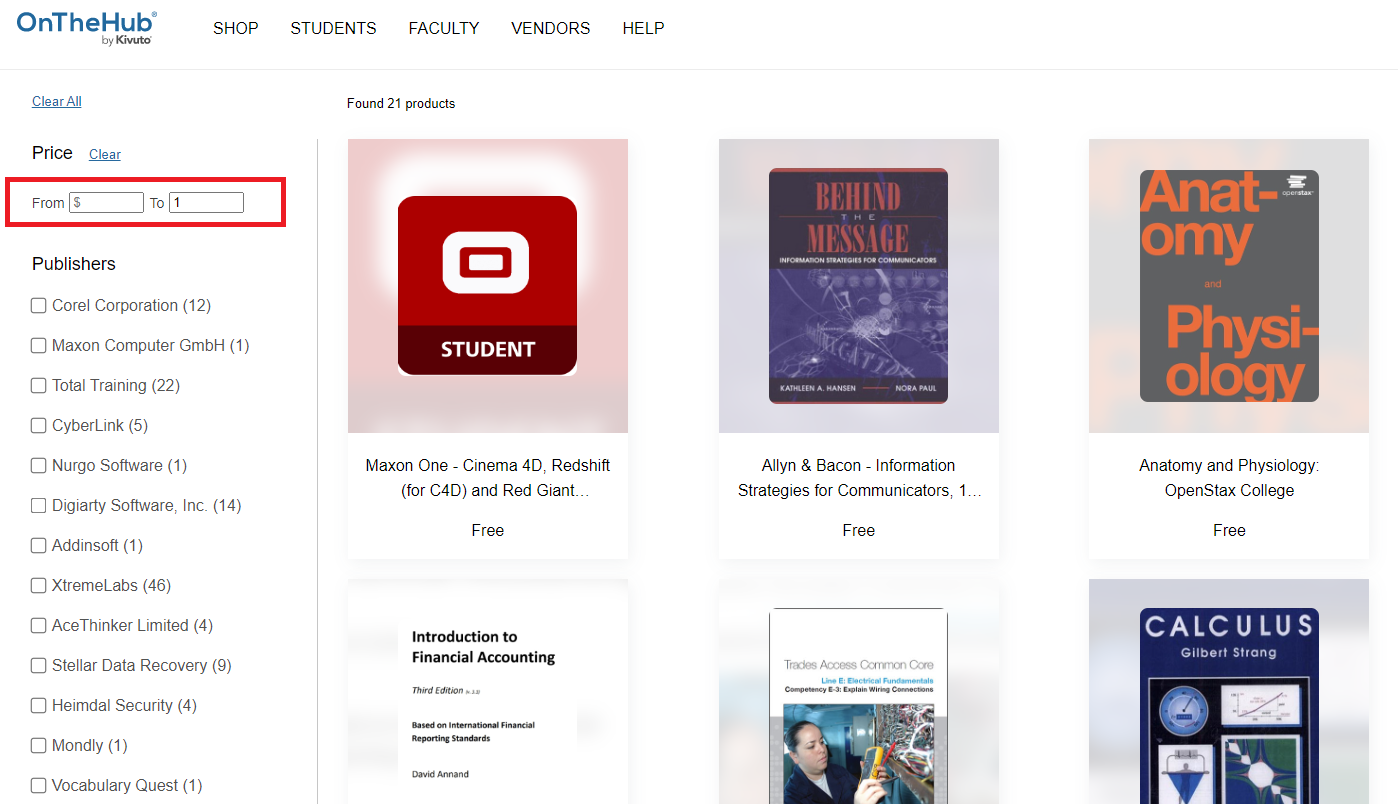 OnTheHub®
by Kivuto
SHOP STUDENTS FACULTY VENDORS HELP
Clear All
Found 21 products
Price Clear
From $ To 1
Publishers
Corel Corporation (12)
Maxon Computer GmbH (1)
Total Training (22)
CyberLink (5)
Nurgo Software (1)
Digiarty Software, Inc. (14)
Addinsoft (1)
XtremeLabs (46)
AceThinker Limited (4)
Stellar Data Recovery (9)
Heimdal Security (4)
Mondly (1)
Vocabulary Quest (1)
STUDENT
Maxon One - Cinema 4D, Redshift
(for C4D) and Red Giant…
Free
BEHIND
THE
MESSAGE
INFORMATION STRATEGIES FOR COMMUNICATORS
KATHLEEN A. HANSEN NORA PAUL
Allyn & Bacon - Information
Strategies for Communicators, 1…
Free
openstax
Anat-
omy
and
Physi-
ology
Anatomy and Physiology:
OpenStax College
Free
Introduction to
Financial Accounting
Third Edition
Based on International Financial
Reporting Standards
David Annand
Trades Access Common Core
Line E: Electrical Fundamentals
Competency E-3: Explain Wiring Connections
CALCULUS
Gilbert Strang